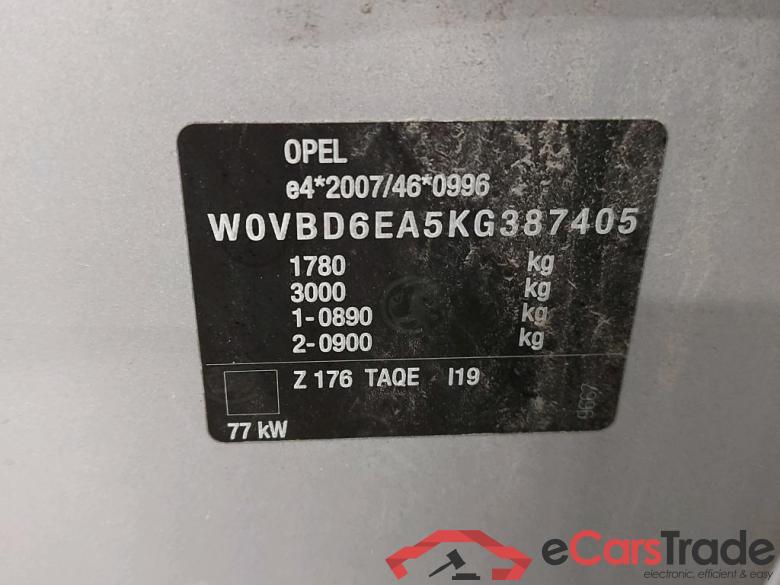 OPEL
e4*2007/46*0996
W0VBD6EA5KG387405
1780 kg
3000 kg
1-0890 kg
2-0900 kg
Z 176 TAQE I19
77 kW
9667
eCarsTrade
electronic, efficient & easy